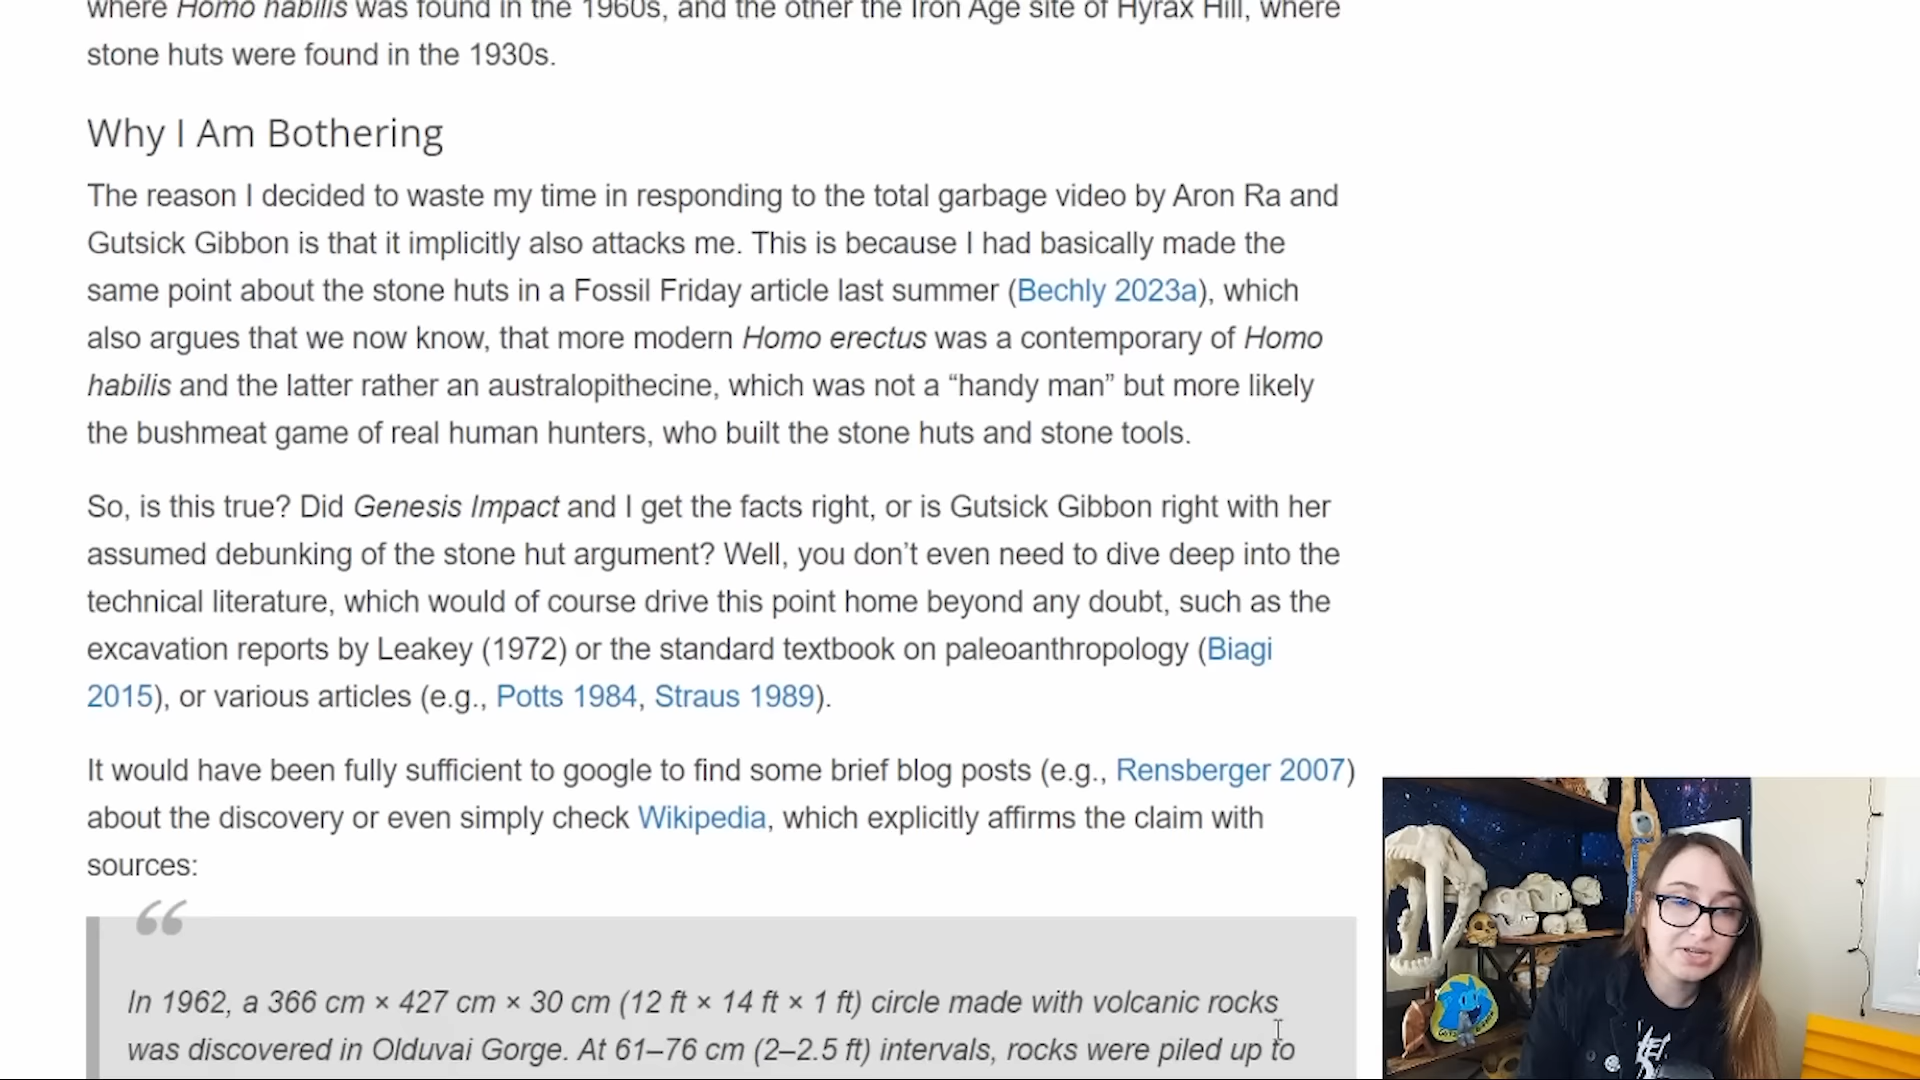 where Homo habilis was found in the 1960s, and the other the Iron Age site of Hyrax Hill, where
stone huts were found in the 1930s.
Why I Am Bothering
The reason I decided to waste my time in responding to the total garbage video by Aron Ra and
Gutsick Gibbon is that it implicitly also attacks me. This is because I had basically made the
same point about the stone huts in a Fossil Friday article last summer (Bechly 2023a), which
also argues that we now know, that more modern Homo erectus was a contemporary of Homo
habilis and the latter rather an australopithecine, which was not a “handy man” but more likely
the bushmeat game of real human hunters, who built the stone huts and stone tools.
So, is this true? Did Genesis Impact and I get the facts right, or is Gutsick Gibbon right with her
assumed debunking of the stone hut argument? Well, you don’t even need to dive deep into the
technical literature, which would of course drive this point home beyond any doubt, such as the
excavation reports by Leakey (1972) or the standard textbook on paleoanthropology (Biagi
2015), or various articles (e.g., Potts 1984, Straus 1989).
It would have been fully sufficient to google to find some brief blog posts (e.g., Rensberger 2007)
about the discovery or even simply check Wikipedia, which explicitly affirms the claim with
sources:
“
In 1962, a 366 cm × 427 cm × 30 cm (12 ft × 14 ft × 1 ft) circle made with volcanic rocks
was discovered in Olduvai Gorge. At 61–76 cm (2–2.5 ft) intervals, rocks were piled up to